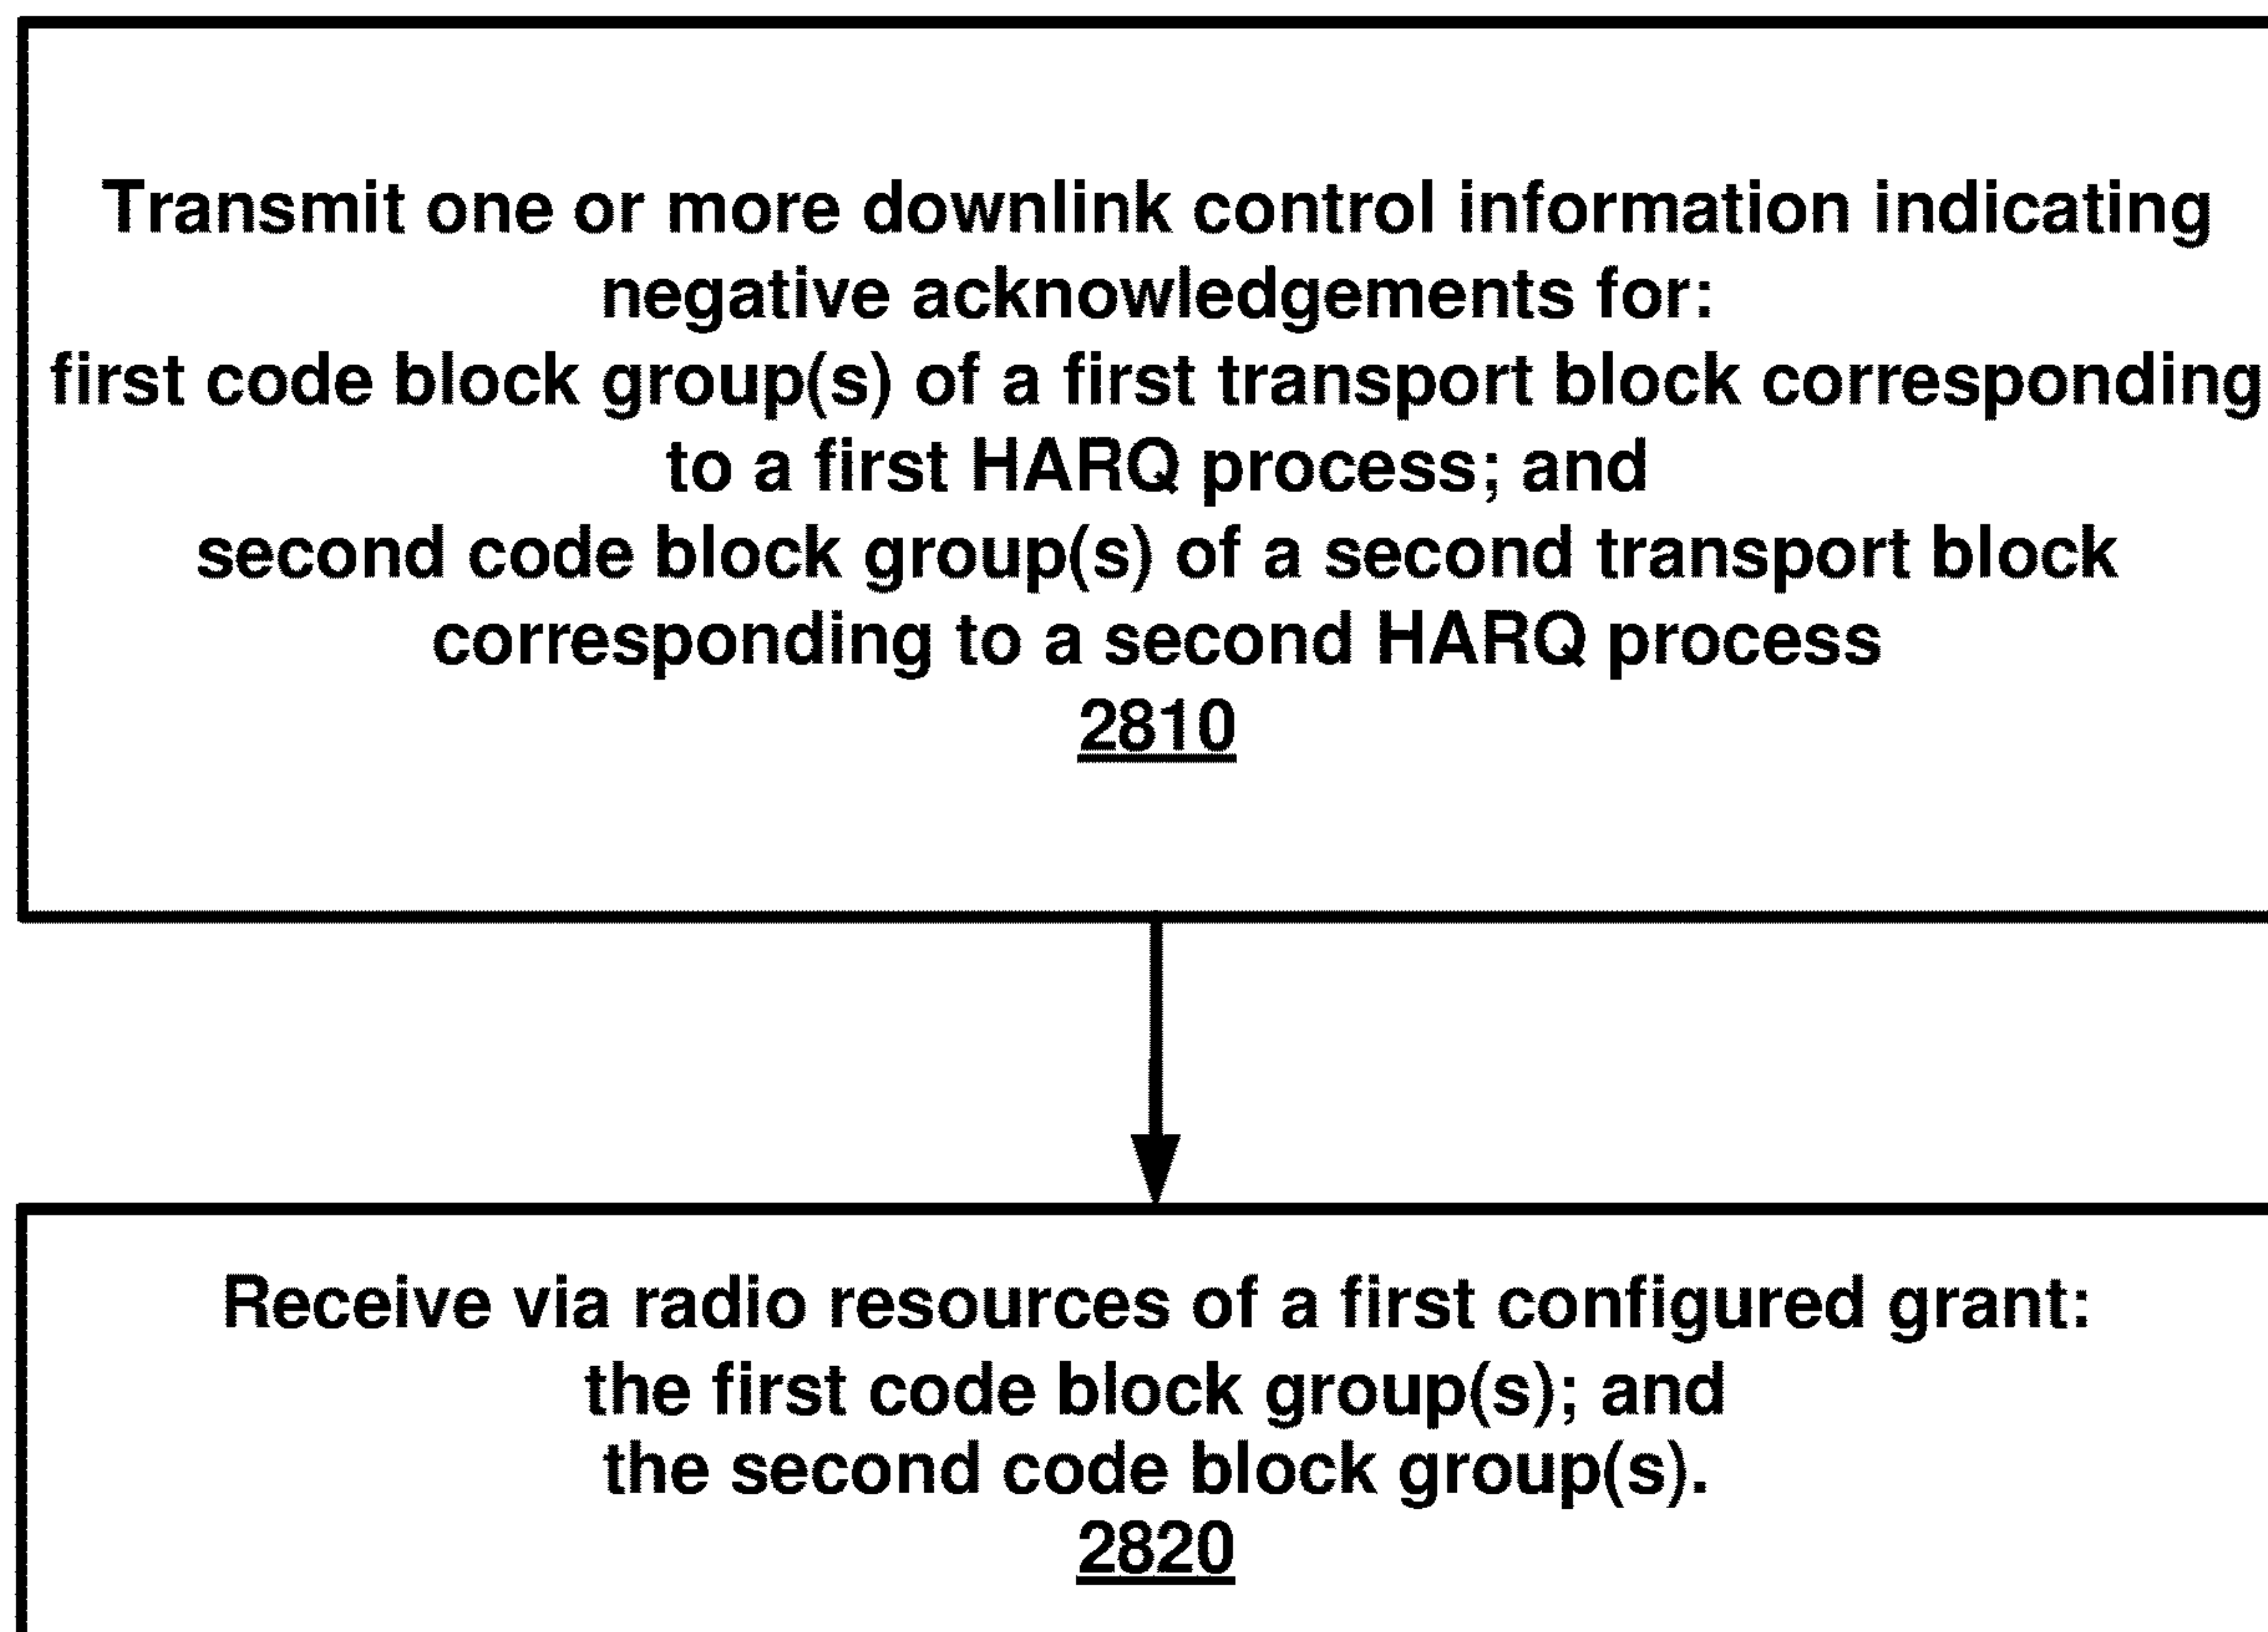 Transmit one or more downlink control information indicating
negative acknowledgements for:
first code block group(s) of a first transport block corresponding
to a first HARQ process; and
second code block group(s) of a second transport block
corresponding to a second HARQ process
2810
Receive via radio resources of a first configured grant:
the first code block group(s); and
the second code block group(s).
2820